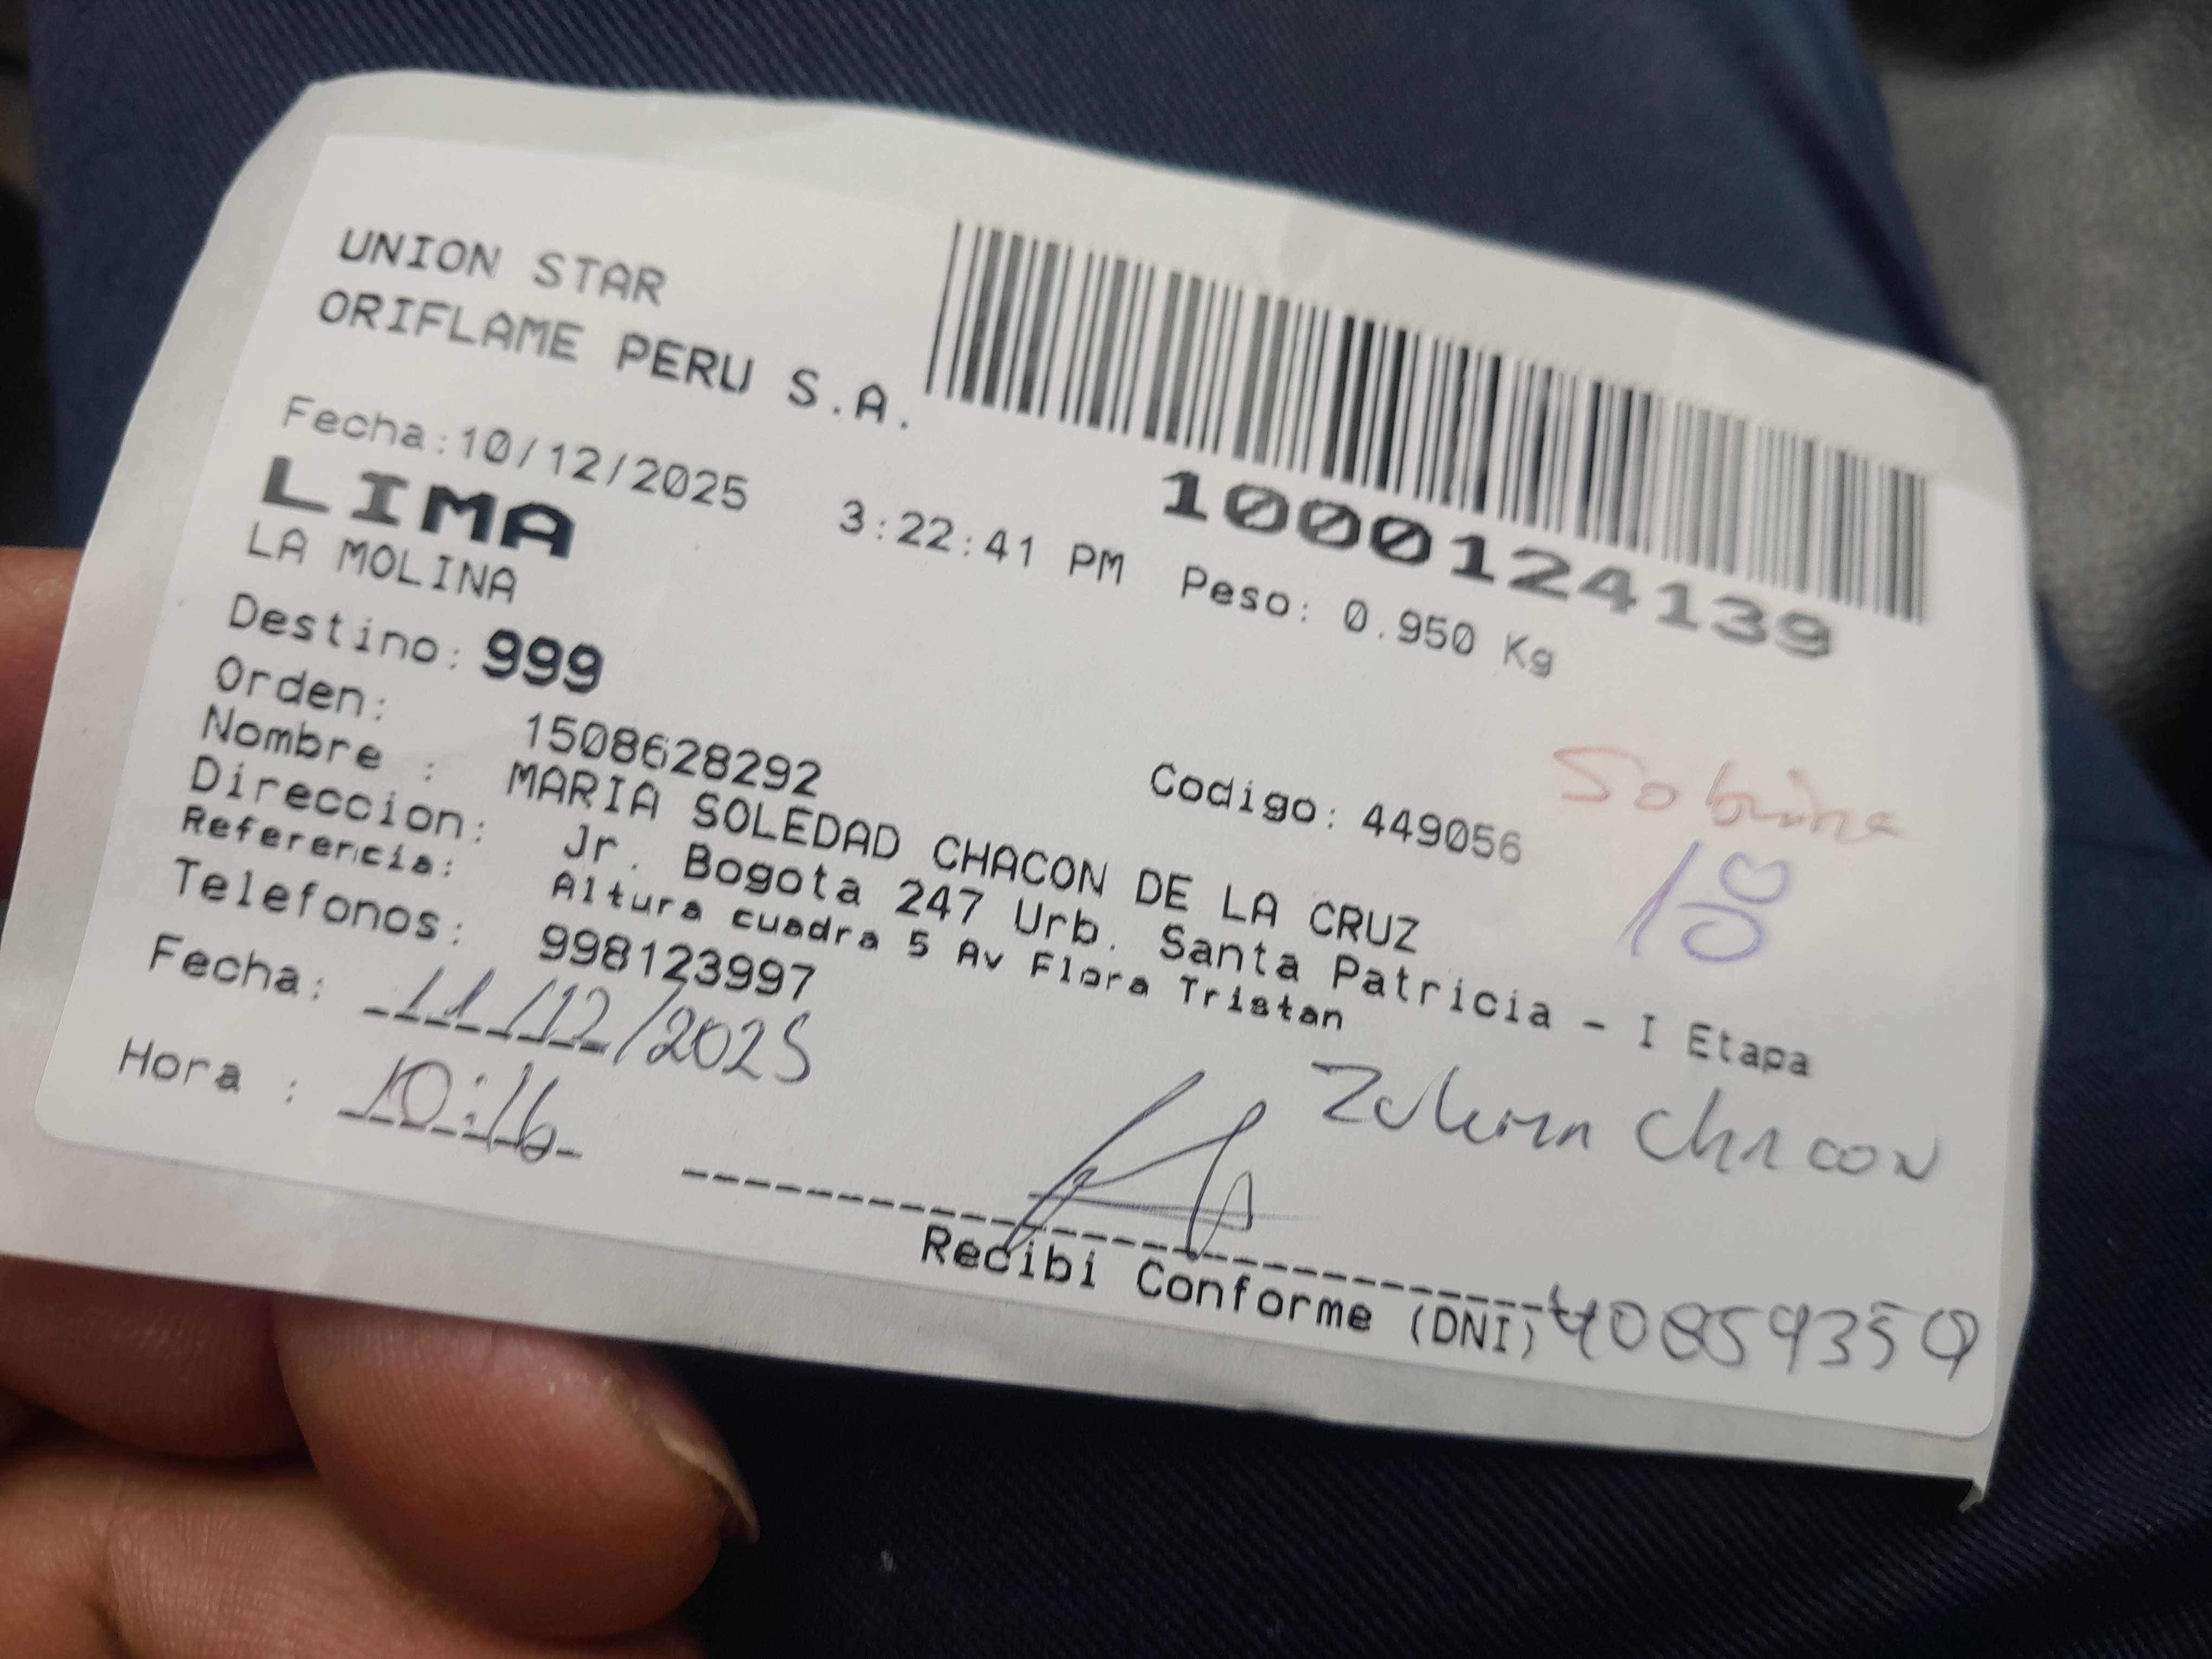 UNION STAR
ORIFLAME PERU S.A.
1000124139
Fecha:10/12/2025 3:22:41 PM Peso: 0.950 Kg
LIMA
LA MOLINA
Destino: 999
Orden: 1508628292 Codigo: 449056
Sobrina
18
Nombre : MARIA SOLEDAD CHACON DE LA CRUZ
Direccion: Jr. Bogota 247 Urb. Santa Patricia - I Etapa
Referencia: Altura cuadra 5 Av Flora Tristan
Telefonos: 998123997
Fecha: 11/12/2025
Zulema Chacon
Hora : 10:16
Recibi Conforme (DNI) 40859359